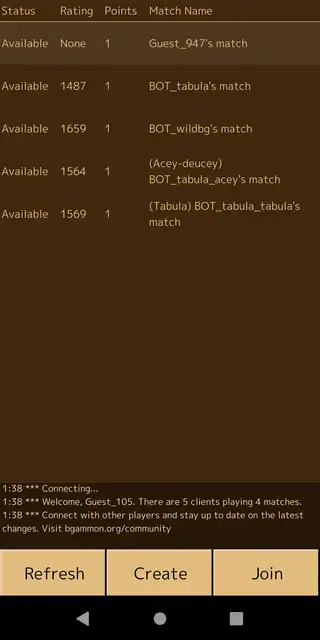 Status Rating Points Match Name
Available None 1 Guest_947's match
Available 1487 1 BOT_tabula's match
Available 1659 1 BOT_wildbg's match
Available 1564 1 (Acey-deucey)
BOT_tabula_acey's match
Available 1569 1 (Tabula) BOT_tabula_tabula's
match
1:38 *** Connecting...
1:38 *** Welcome, Guest_105. There are 5 clients playing 4 matches.
1:38 *** Connect with other players and stay up to date on the latest
changes. Visit bgammon.org/community
Refresh Create Join